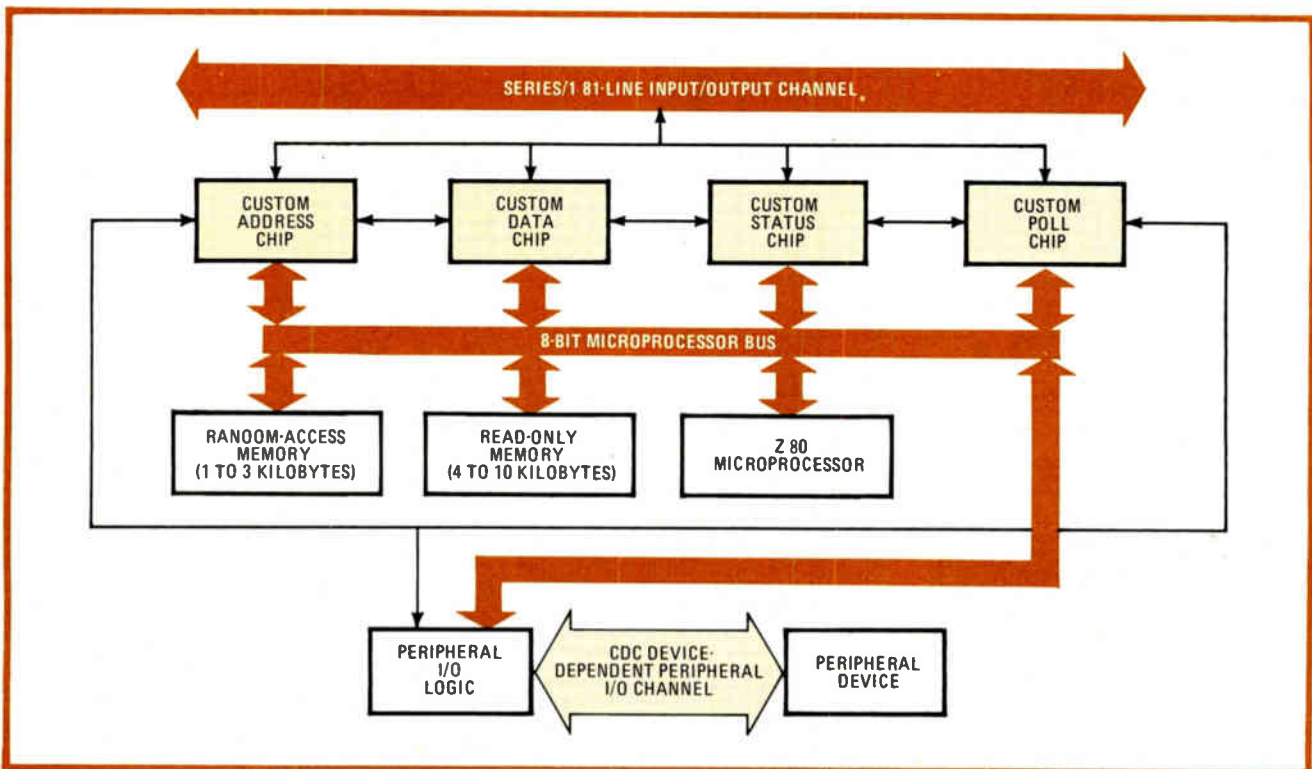 SERIES/1 81-LINE INPUT/OUTPUT CHANNEL
CUSTOM
ADDRESS
CHIP
CUSTOM
DATA
CHIP
CUSTOM
STATUS
CHIP
CUSTOM
POLL
CHIP
8-BIT MICROPROCESSOR BUS
RANDOM-ACCESS
MEMORY
(1 TO 3 KILOBYTES)
READ-ONLY
MEMORY
(4 TO 10 KILOBYTES)
Z 80
MICROPROCESSOR
PERIPHERAL
I/O
LOGIC
CDC DEVICE-
DEPENDENT PERIPHERAL
I/O CHANNEL
PERIPHERAL
DEVICE